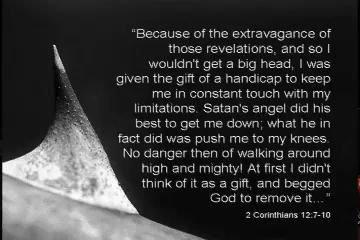 “Because of the extravagance of
those revelations, and so I
wouldn't get a big head, I was
given the gift of a handicap to keep
me in constant touch with my
limitations. Satan's angel did his
best to get me down; what he in
fact did was push me to my knees.
No danger then of walking around
high and mighty! At first I didn't
think of it as a gift, and begged
God to remove it...”
2 Corinthians 12:7-10